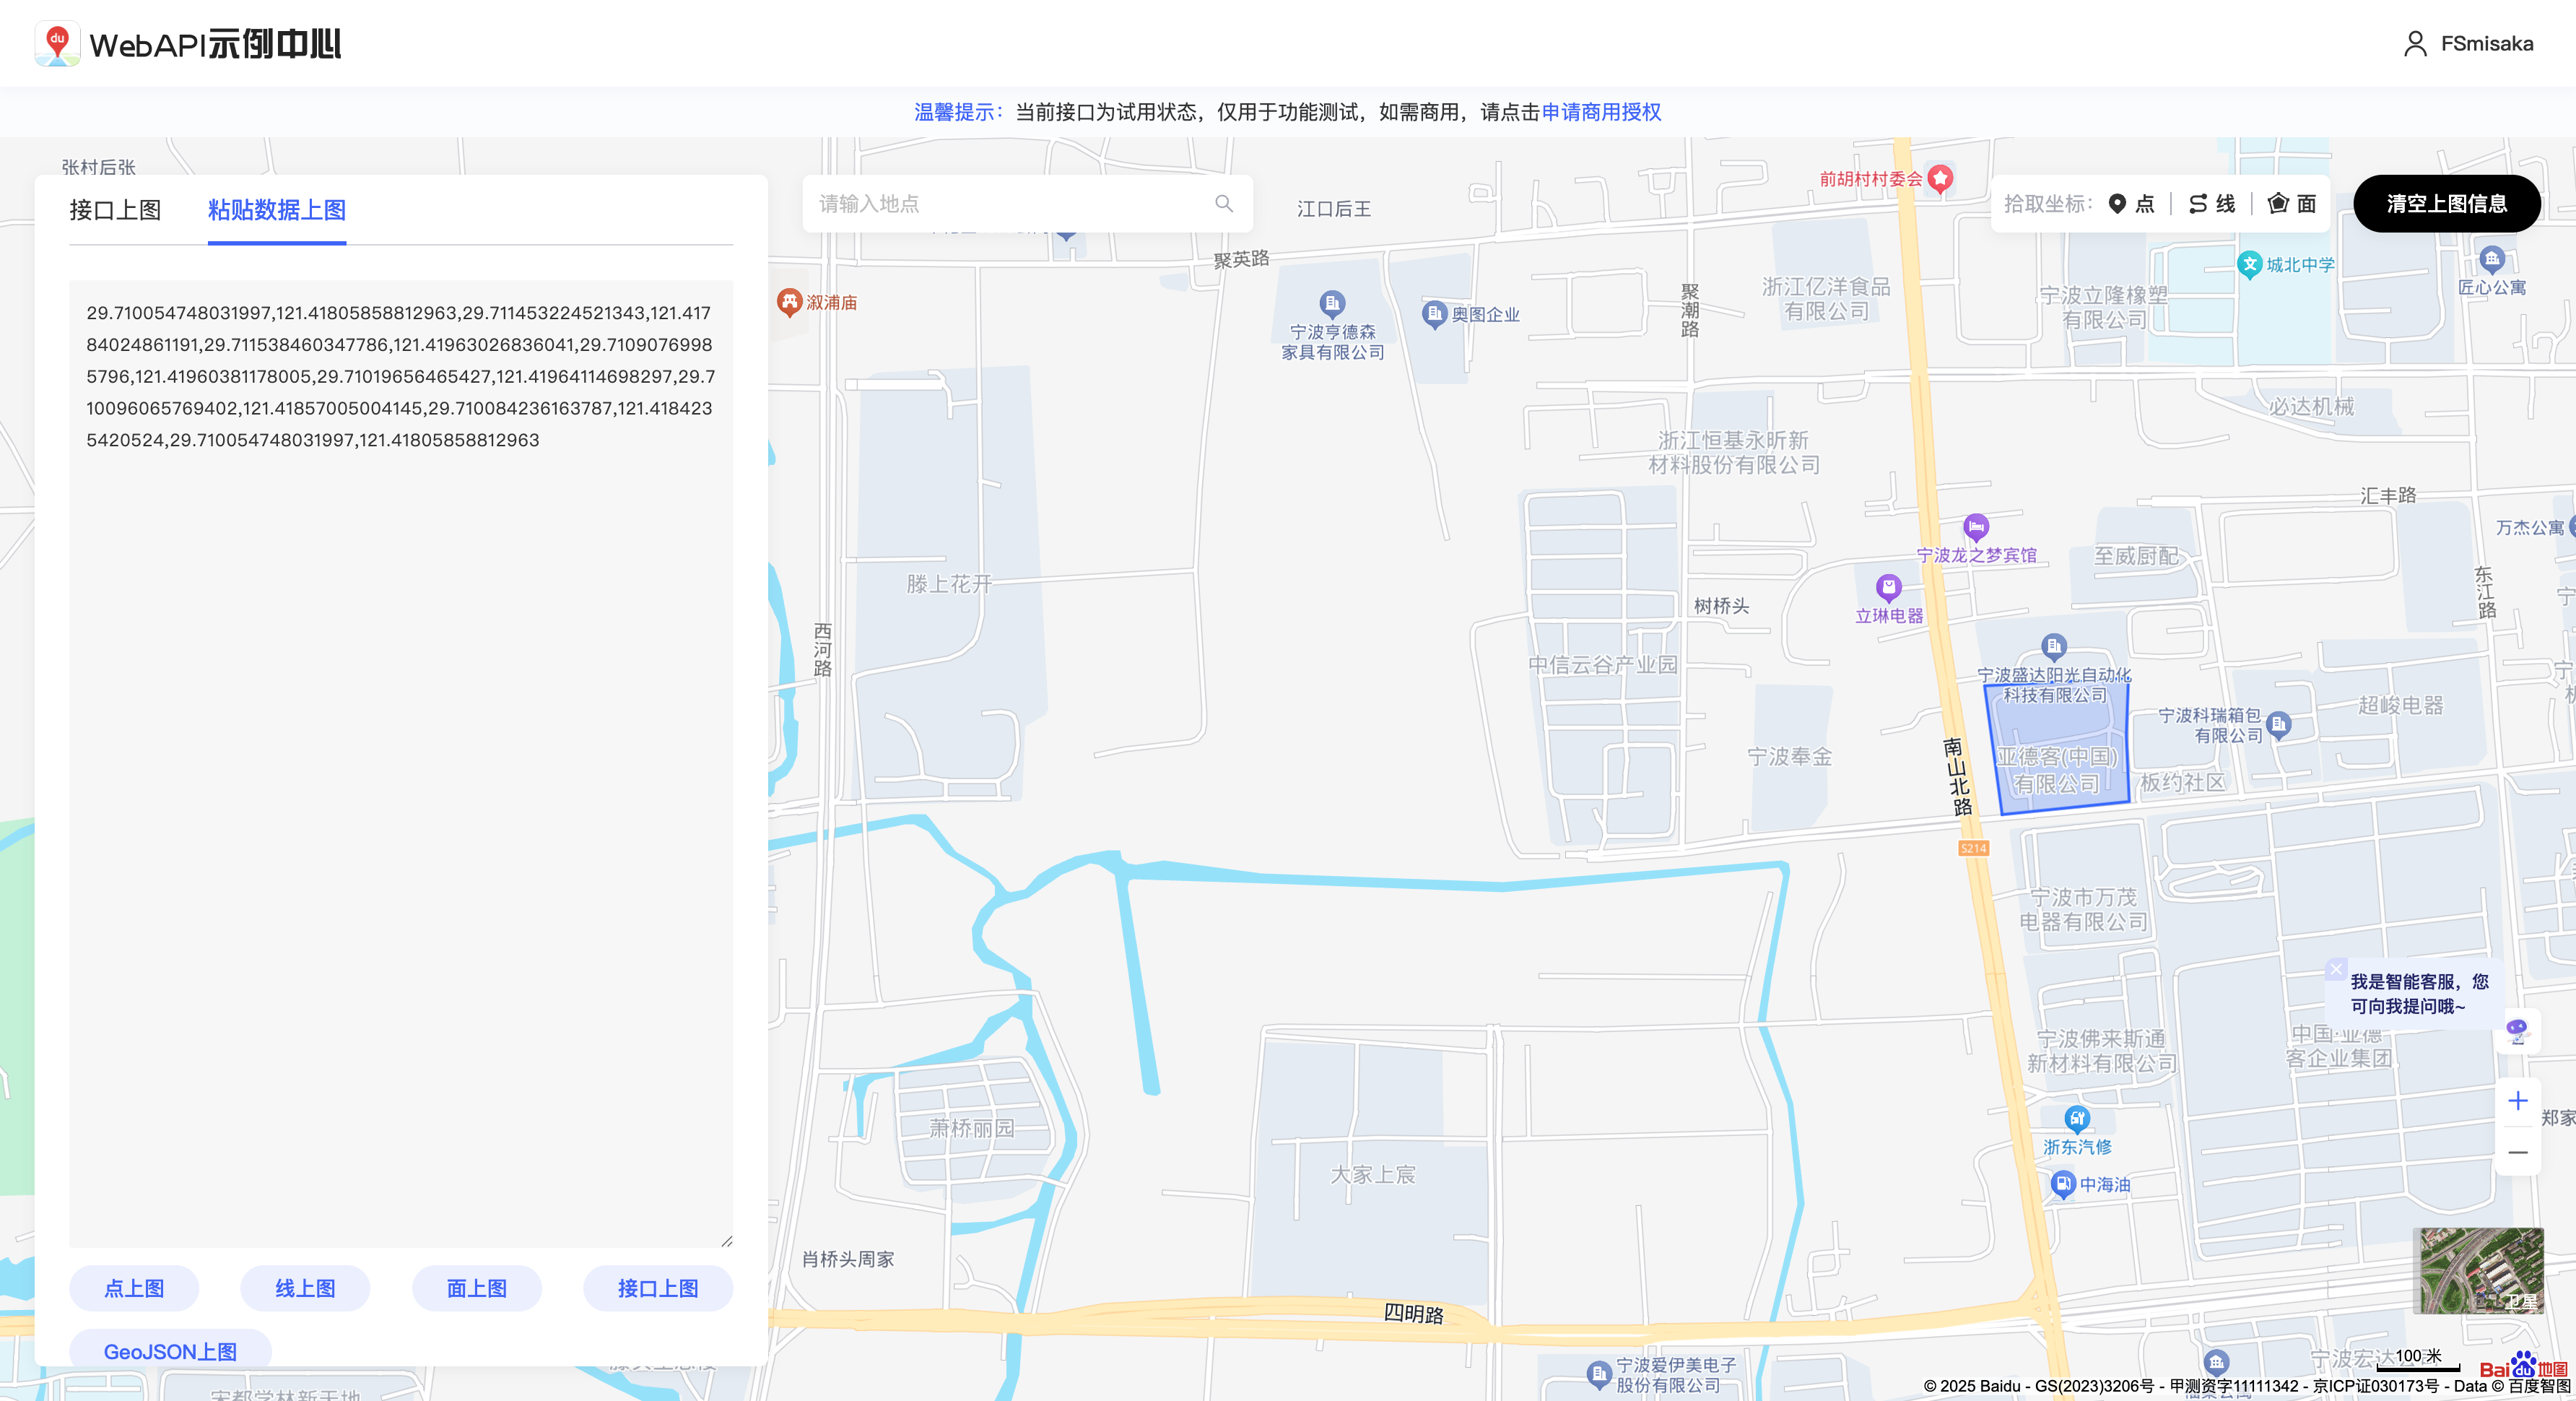 du
WebAPI示例中心
FSmisaka
温馨提示：当前接口为试用状态，仅用于功能测试，如需商用，请点击申请商用授权
张村后张
接口上图
粘贴数据上图
29.710054748031997,121.41805858812963,29.711453224521343,121.417
84024861191,29.711538460347786,121.41963026836041,29.7109076998
5796,121.41960381178005,29.71019656465427,121.41964114698297,29.7
10096065769402,121.41857005004145,29.710084236163787,121.418423
5420524,29.710054748031997,121.41805858812963
点上图
线上图
面上图
接口上图
GeoJSON上图
请输入地点
江口后王
前胡村村委会
拾取坐标：
点
线
面
清空上图信息
聚英路
溆浦庙
宁波亨德森
家具有限公司
奥图企业
聚潮路
浙江亿洋食品
有限公司
宁波立隆橡塑
有限公司
城北中学
匠心公寓
必达机械
浙江恒基永昕新
材料股份有限公司
汇丰路
万杰公寓
宁波龙之梦宾馆
至威厨配
立琳电器
树桥头
东江路
滕上花开
西河路
中信云谷产业园
宁波盛达阳光自动化
科技有限公司
宁波科瑞箱包
有限公司
超峻电器
宁波奉金
南山北路
亚德客(中国)
有限公司
板约社区
S214
宁波市万茂
电器有限公司
我是智能客服，您
可向我提问哦~
宁波佛来斯通
新材料有限公司
中国·亚德
客企业集团
郑家
浙东汽修
中海油
萧桥丽园
大家上宸
肖桥头周家
四明路
卫星
宁波爱伊美电子
股份有限公司
100 米
Bai du 地图
© 2025 Baidu - GS(2023)3206号 - 甲测资字11111342 - 京ICP证030173号 - Data © 百度智图